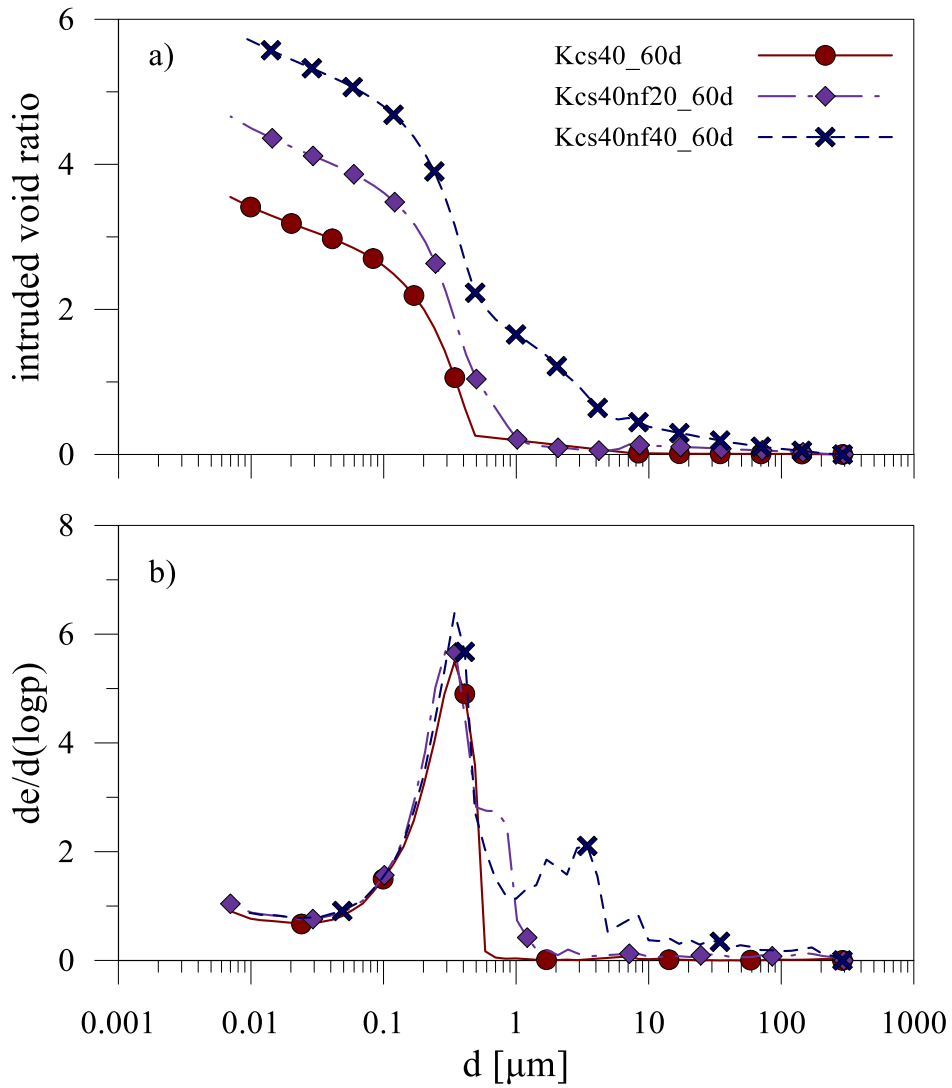 6
a)
Kcs40_60d
Kcs40nf20_60d
Kcs40nf40_60d
4
2
0
intruded void ratio
8
b)
6
4
2
0
de/d(logp)
0.001 0.01 0.1 1 10 100 1000
d [μm]